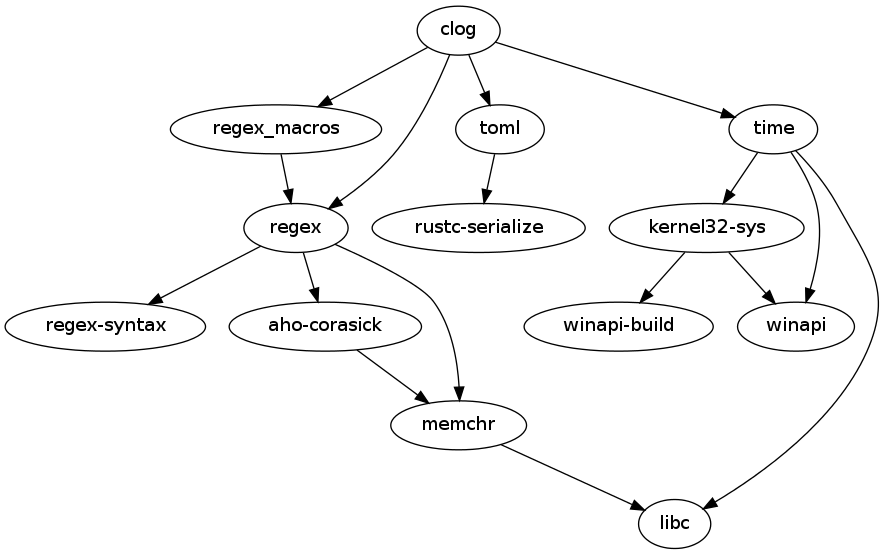 clog
regex_macros
toml
time
regex
rustc-serialize
kernel32-sys
regex-syntax
aho-corasick
winapi-build
winapi
memchr
libc